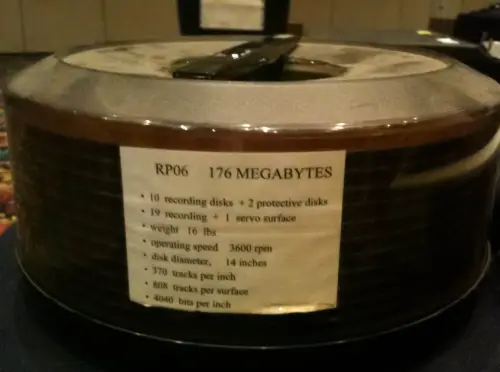 RP06 176 MEGABYTES
• 10 recording disks + 2 protective disks
• 19 recording + 1 servo surface
• weight 16 lbs
• operating speed 3600 rpm
• disk diameter, 14 inches
• 370 tracks per inch
• 808 tracks per surface
• 4040 bits per inch